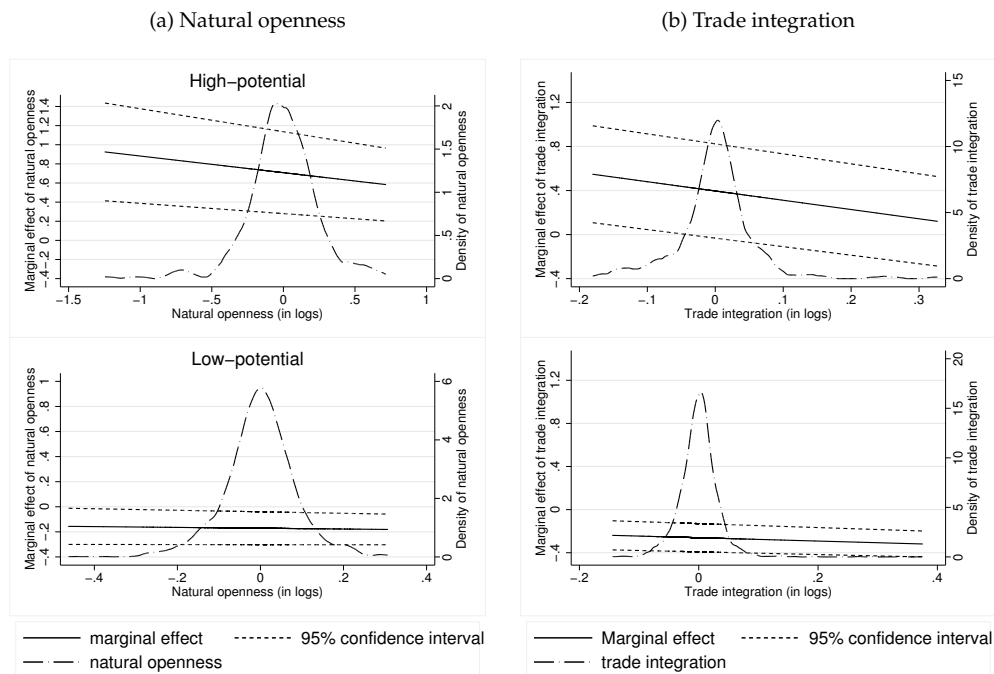 (a) Natural openness
(b) Trade integration
High−potential
Marginal effect of natural openness
−.4 −.2 0 .2 .4 .6 .8 1 1.2 1.4
Density of natural openness
0 .5 1 1.5 2
−1.5 −1 −.5 0 .5 1
Natural openness (in logs)
Marginal effect of trade integration
−.4 0 .4 .8 1.2
Density of trade integration
0 5 10 15
−.2 −.1 0 .1 .2 .3
Trade integration (in logs)
Low−potential
Marginal effect of natural openness
−.4 −.2 0 .2 .4 .6 .8 1
Density of natural openness
0 2 4 6
−.4 −.2 0 .2 .4
Natural openness (in logs)
Marginal effect of trade integration
−.4 0 .4 .8 1.2
Density of trade integration
0 5 10 15 20
−.2 0 .2 .4
Trade integration (in logs)
marginal effect
95% confidence interval
natural openness
Marginal effect
95% confidence interval
trade integration